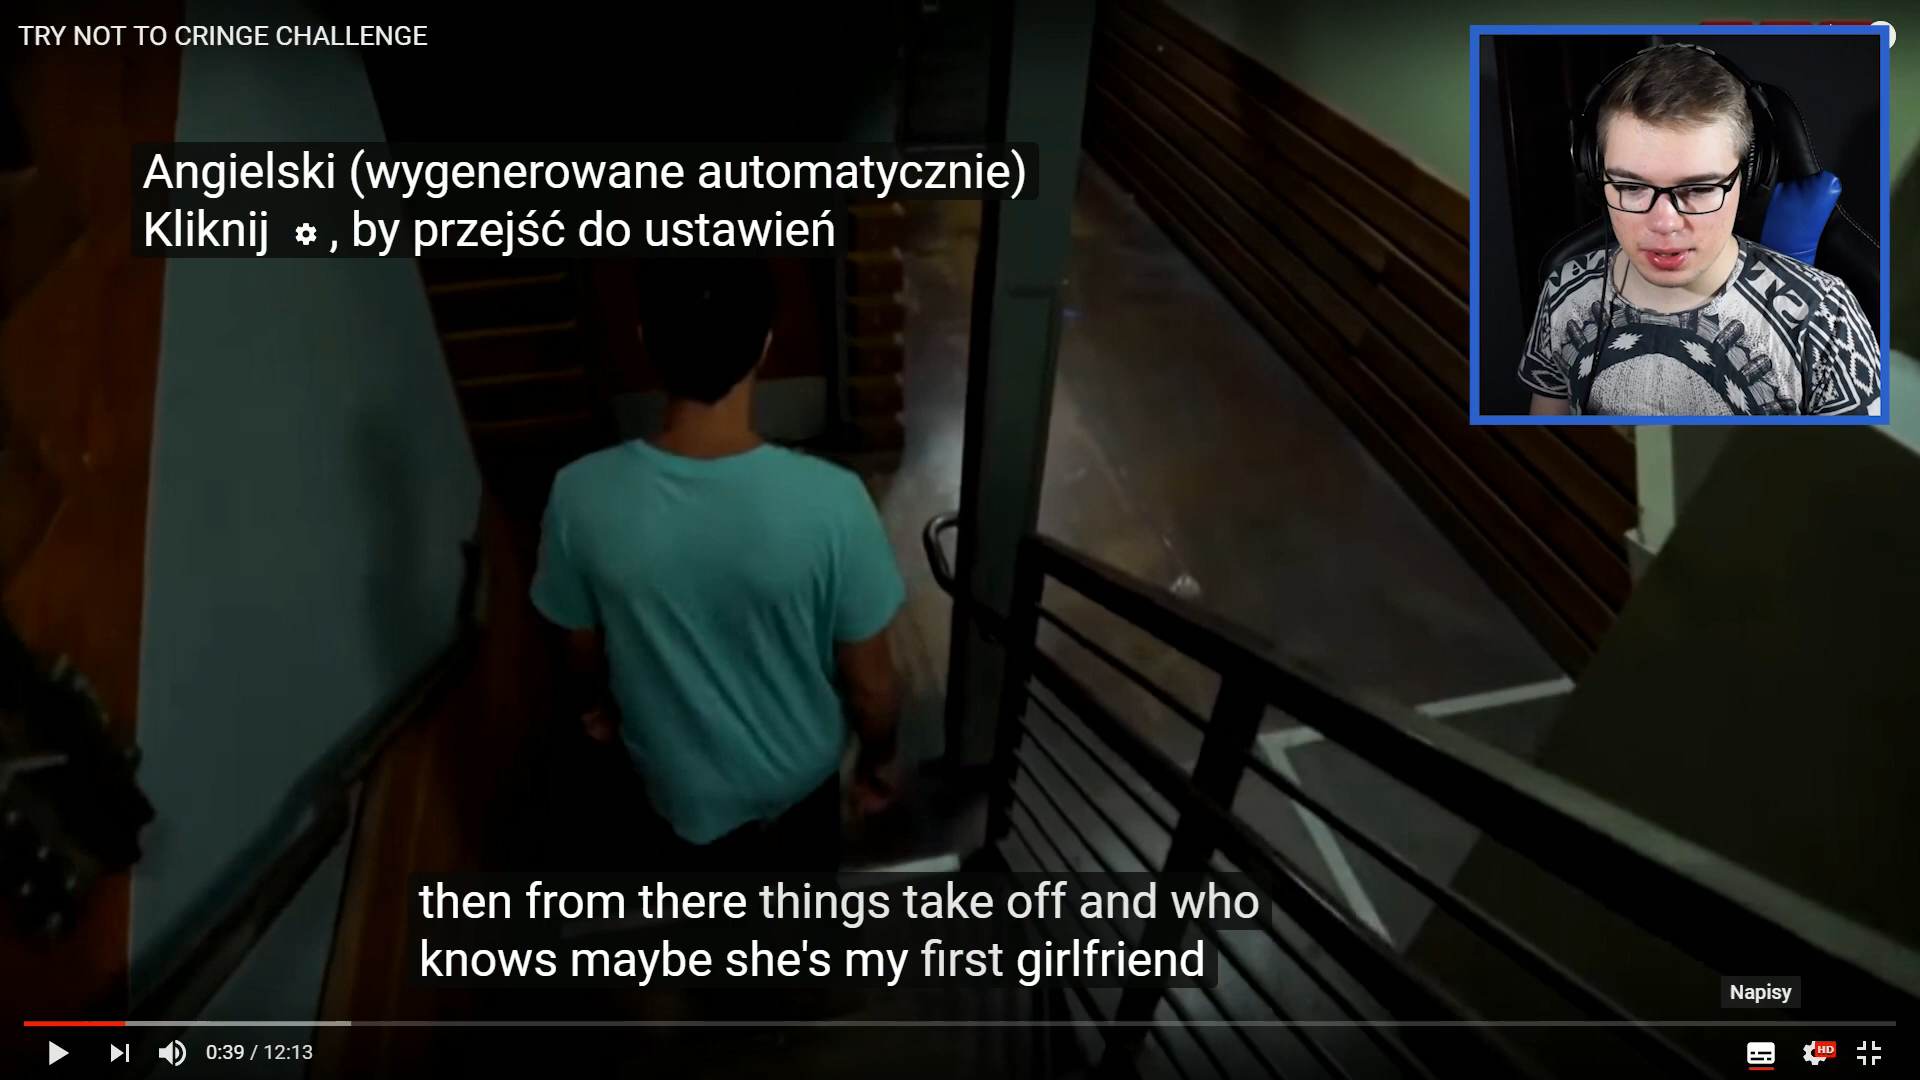 TRY NOT TO CRINGE CHALLENGE
Angielski (wygenerowane automatycznie)
Kliknij , by przejść do ustawień
then from there things take off and who
knows maybe she's my first girlfriend
Napisy
0:39 / 12:13
HD